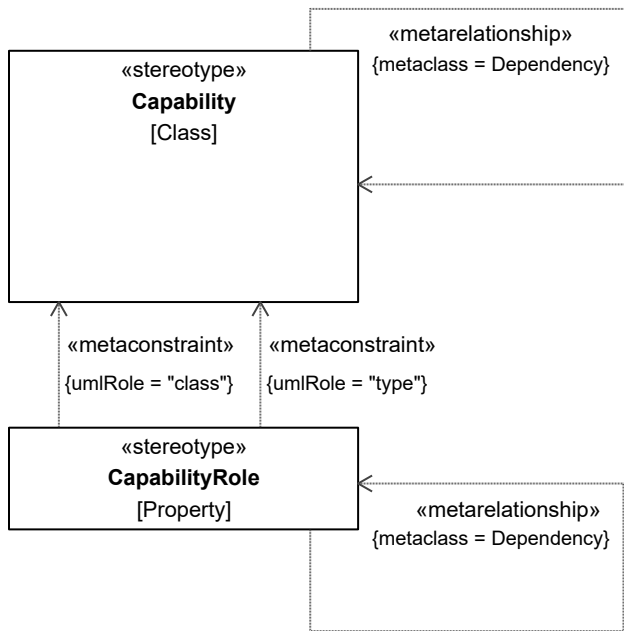 «metarelationship»
{metaclass = Dependency}
«stereotype»
Capability
[Class]
«metaconstraint»
{umlRole = "class"}
«metaconstraint»
{umlRole = "type"}
«stereotype»
CapabilityRole
[Property]
«metarelationship»
{metaclass = Dependency}